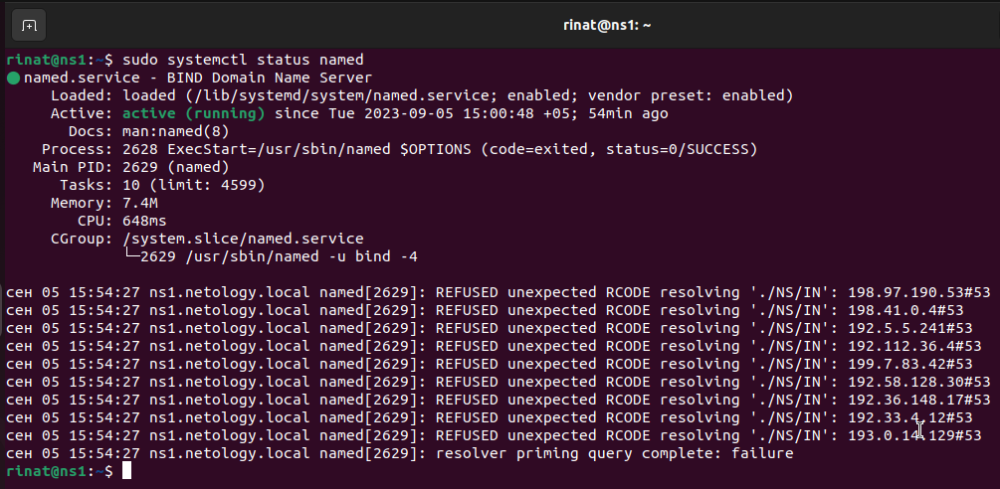 rinat@ns1: ~
rinat@ns1:~$ sudo systemctl status named
● named.service - BIND Domain Name Server
     Loaded: loaded (/lib/systemd/system/named.service; enabled; vendor preset: enabled)
     Active: active (running) since Tue 2023-09-05 15:00:48 +05; 54min ago
       Docs: man:named(8)
    Process: 2628 ExecStart=/usr/sbin/named $OPTIONS (code=exited, status=0/SUCCESS)
   Main PID: 2629 (named)
      Tasks: 10 (limit: 4599)
     Memory: 7.4M
        CPU: 648ms
     CGroup: /system.slice/named.service
             └─2629 /usr/sbin/named -u bind -4
сен 05 15:54:27 ns1.netology.local named[2629]: REFUSED unexpected RCODE resolving './NS/IN': 198.97.190.53#53
сен 05 15:54:27 ns1.netology.local named[2629]: REFUSED unexpected RCODE resolving './NS/IN': 198.41.0.4#53
сен 05 15:54:27 ns1.netology.local named[2629]: REFUSED unexpected RCODE resolving './NS/IN': 192.5.5.241#53
сен 05 15:54:27 ns1.netology.local named[2629]: REFUSED unexpected RCODE resolving './NS/IN': 192.112.36.4#53
сен 05 15:54:27 ns1.netology.local named[2629]: REFUSED unexpected RCODE resolving './NS/IN': 199.7.83.42#53
сен 05 15:54:27 ns1.netology.local named[2629]: REFUSED unexpected RCODE resolving './NS/IN': 192.58.128.30#53
сен 05 15:54:27 ns1.netology.local named[2629]: REFUSED unexpected RCODE resolving './NS/IN': 192.36.148.17#53
сен 05 15:54:27 ns1.netology.local named[2629]: REFUSED unexpected RCODE resolving './NS/IN': 192.33.4.12#53
сен 05 15:54:27 ns1.netology.local named[2629]: REFUSED unexpected RCODE resolving './NS/IN': 193.0.14.129#53
сен 05 15:54:27 ns1.netology.local named[2629]: resolver priming query complete: failure
rinat@ns1:~$